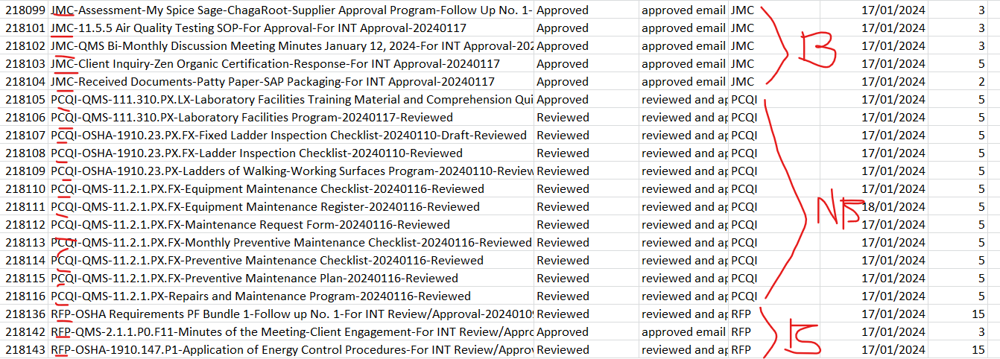 218099 JMC-Assessment-My Spice Sage-ChagaRoot-Supplier Approval Program-Follow Up No. 1- Approved approved email JMC 17/01/2024 3
218101 JMC-11.5.5 Air Quality Testing SOP-For Approval-For INT Approval-20240117 Approved approved email JMC 17/01/2024 3
218102 JMC-QMS Bi-Monthly Discussion Meeting Minutes January 12, 2024-For INT Approval-202 Approved approved email JMC 17/01/2024 3
218103 JMC-Client Inquiry-Zen Organic Certification-Response-For INT Approval-20240117 Approved approved email JMC 17/01/2024 5
218104 JMC-Received Documents-Patty Paper-SAP Packaging-For INT Approval-20240117 Approved approved email JMC 17/01/2024 2
218105 PCQI-QMS-111.310.PX.LX-Laboratory Facilities Training Material and Comprehension Qui Approved reviewed and ap PCQI 17/01/2024 5
218106 PCQI-QMS-111.310.PX-Laboratory Facilities Program-20240117-Reviewed Reviewed reviewed and ap PCQI 17/01/2024 5
218107 PCQI-OSHA-1910.23.PX.FX-Fixed Ladder Inspection Checklist-20240110-Draft-Reviewed Reviewed reviewed and ap PCQI 17/01/2024 5
218108 PCQI-OSHA-1910.23.PX.FX-Ladder Inspection Checklist-20240110-Reviewed Reviewed reviewed and ap PCQI 17/01/2024 5
218109 PCQI-OSHA-1910.23.PX-Ladders of Walking-Working Surfaces Program-20240110-Review Reviewed reviewed and ap PCQI 17/01/2024 5
218110 PCQI-QMS-11.2.1.PX.FX-Equipment Maintenance Checklist-20240116-Reviewed Reviewed reviewed and ap PCQI 17/01/2024 5
218111 PCQI-QMS-11.2.1.PX.FX-Equipment Maintenance Register-20240116-Reviewed Reviewed reviewed and ap PCQI 18/01/2024 5
218112 PCQI-QMS-11.2.1.PX.FX-Maintenance Request Form-20240116-Reviewed Reviewed reviewed and ap PCQI 17/01/2024 5
218113 PCQI-QMS-11.2.1.PX.FX-Monthly Preventive Maintenance Checklist-20240116-Reviewed Reviewed reviewed and ap PCQI 17/01/2024 5
218114 PCQI-QMS-11.2.1.PX.FX-Preventive Maintenance Checklist-20240116-Reviewed Reviewed reviewed and ap PCQI 17/01/2024 5
218115 PCQI-QMS-11.2.1.PX.FX-Preventive Maintenance Plan-20240116-Reviewed Reviewed reviewed and ap PCQI 17/01/2024 5
218116 PCQI-QMS-11.2.1.PX-Repairs and Maintenance Program-20240116-Reviewed Reviewed reviewed and ap PCQI 17/01/2024 5
218136 RFP-OSHA Requirements PF Bundle 1-Follow up No. 1-For INT Review/Approval-2024010 Reviewed reviewed and ap RFP 17/01/2024 15
218142 RFP-QMS-2.1.1.P0.F11-Minutes of the Meeting-Client Engagement-For INT Review/Appro Approved approved email RFP 17/01/2024 3
218143 RFP-OSHA-1910.147.P1-Application of Energy Control Procedures-For INT Review/Approv Reviewed reviewed and ap RFP 17/01/2024 15
B
NB